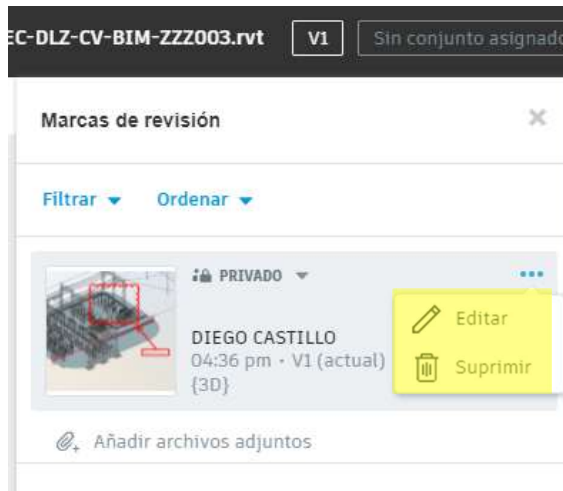 EC-DLZ-CV-BIM-ZZZ003.rvt V1 Sin conjunto asignado
Marcas de revisión
Filtrar Ordenar
PRIVADO
DIEGO CASTILLO
04:36 pm · V1 (actual)
{3D}
Editar
Suprimir
Añadir archivos adjuntos